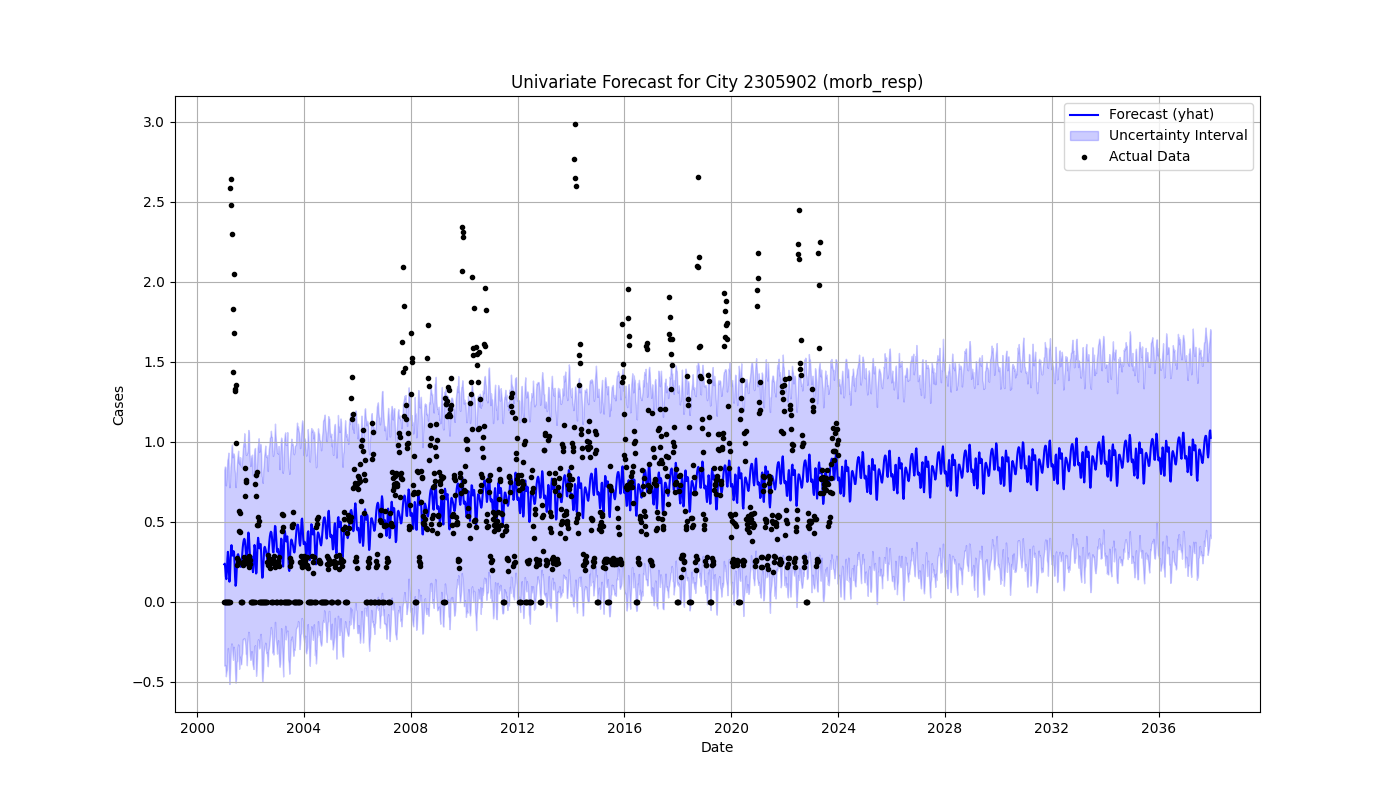 Univariate Forecast for City 2305902 (morb_resp)
Forecast (yhat)
Uncertainty Interval
Actual Data
Cases
3.0
2.5
2.0
1.5
1.0
0.5
0.0
−0.5
2000 2004 2008 2012 2016 2020 2024 2028 2032 2036
Date